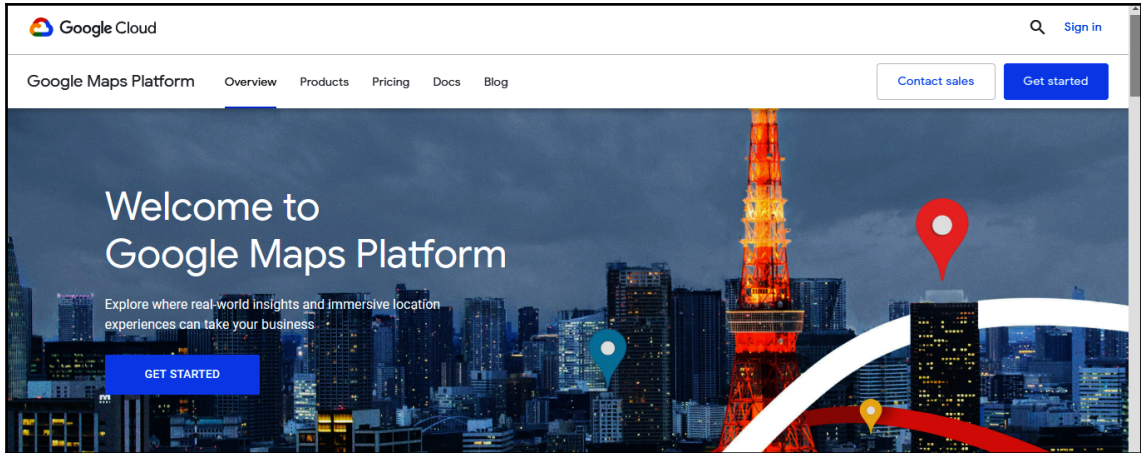 Google Cloud
Sign in
Google Maps Platform
Overview
Products
Pricing
Docs
Blog
Contact sales
Get started
Welcome to
Google Maps Platform
Explore where real-world insights and immersive location
experiences can take your business
GET STARTED